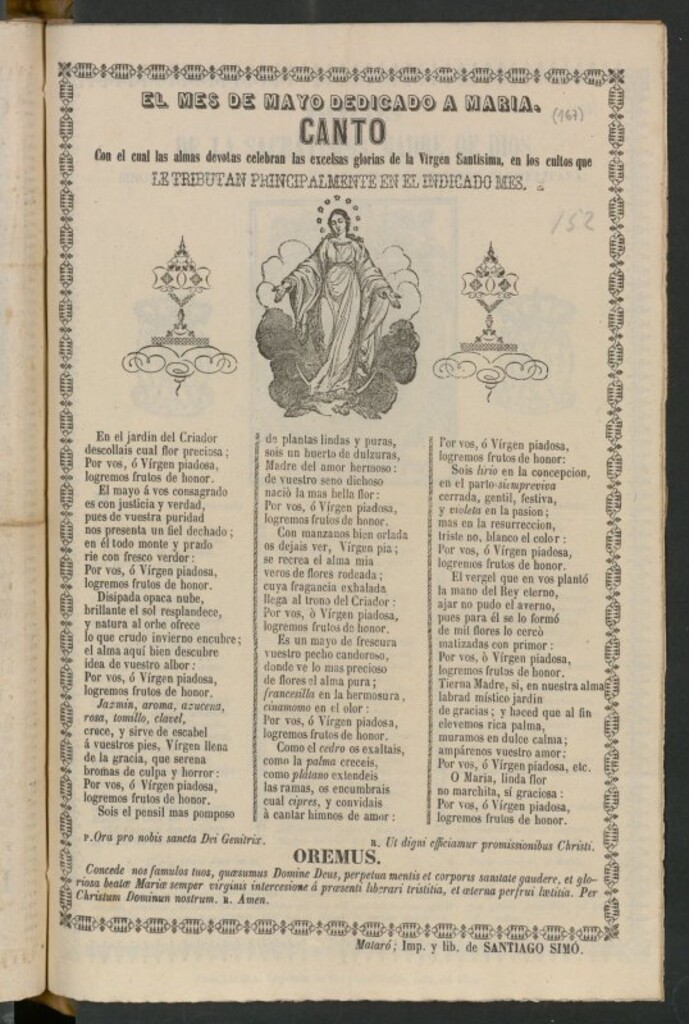 EL MES DE MAYO DEDICADO A MARIA.
(167)
CANTO
Con el cual las almas devotas celebran las excelsas glorias de la Vírgen Santísima, en los cultos que
LE TRIBUTAN PRINCIPALMENTE EN EL INDICADO MES.
152
En el jardin del Criador
descollais cual flor preciosa;
Por vos, ó Vírgen piadosa,
logremos frutos de honor.
El mayo á vos consagrado
es con justicia y verdad,
pues de vuestra puridad
nos presenta un fiel dechado;
en él todo monte y prado
rie con fresco verdor:
Por vos, ó Vírgen piadosa,
logremos frutos de honor.
Disipada opaca nube,
brillante el sol resplandece,
y natura al orbe ofrece
lo que crudo invierno encubre;
el alma aquí bien descubre
idea de vuestro albor:
Por vos, ó Vírgen piadosa,
logremos frutos de honor.
Jazmin, aroma, azucena,
rosa, tomillo, clavel,
crece, y sirve de escabel
á vuestros pies, Vírgen llena
de la gracia, que serena
bromas de culpa y horror:
Por vos, ó Vírgen piadosa,
logremos frutos de honor.
Sois el pensil mas pomposo
de plantas lindas y puras,
sois un huerto de dulzuras,
Madre del amor hermoso:
de vuestro seno dichoso
naciò la mas bella flor:
Por vos, ó Vírgen piadosa,
logremos frutos de honor.
Con manzanos bien orlada
os dejais ver, Vírgen pia;
se recrea el alma mia
veros de flores rodeada;
cuya fragancia exhalada
llega al trono del Criador:
Por vos, ò Vírgen piadosa,
logremos frutos de honor.
Es un mayo de frescura
vuestro pecho candoroso,
donde ve lo mas precioso
de flores el alma pura;
francesilla en la hermosura,
cinamomo en el olor:
Por vos, ó Vírgen piadosa,
logremos frutos de honor.
Como el cedro os exaltais,
como la palma creceis,
como plátano extendeis
las ramas, os encumbrais
cual cipres, y convidais
à cantar himnos de amor:
Por vos, ó Vírgen piadosa,
logremos frutos de honor:
Sois lirio en la concepcion,
en el parto siempreviva
cerrada, gentil, festiva,
y violeta en la pasion;
mas en la resurreccion,
triste no, blanco el color:
Por vos, ó Vírgen piadosa,
logremos frutos de honor.
El vergel que en vos plantó
la mano del Rey eterno,
ajar no pudo el averno,
pues para él se lo formó
de mil flores lo cercò
matizadas con primor:
Por vos, ò Vírgen piadosa,
logremos frutos de honor.
Tierna Madre, sí, en nuestra alma
labrad místico jardin
de gracias; y haced que al fin
elevemos rica palma,
muramos en dulce calma;
ampárenos vuestro amor:
Por vos, ó Vírgen piadosa, etc.
O Maria, linda flor
no marchita, sí graciosa:
Por vos, ó Vírgen piadosa,
logremos frutos de honor.
P. Ora pro nobis sancta Dei Genitrix.
R. Ut digni efficiamur promissionibus Christi.
OREMUS.
Concede nos famulos tuos, quæsumus Domine Deus, perpetua mentis et corporis sanitate gaudere, et glo-
riosa beatæ Mariæ semper virginis intercesione á præsenti liberari tristitia, et æterna perfrui lætitia. Per
Christum Dominun nostrum. R. Amen.
Mataró; Imp. y lib. de SANTIAGO SIMÓ.